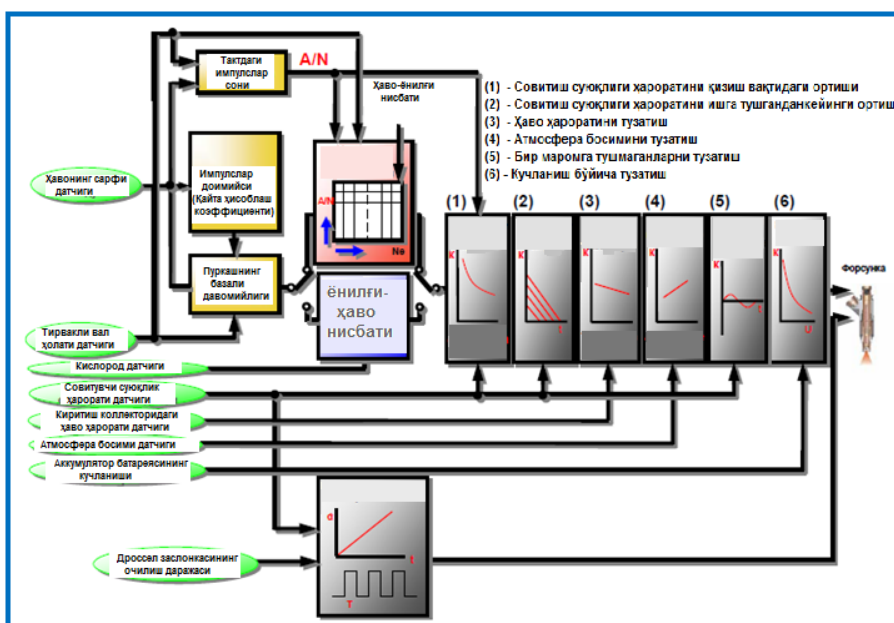 Тактдаги
импулслар
сони
A/N
Ҳаво-ёнилғи
нисбати
(1) - Совитиш суюқлиги ҳароратини қизиш вақтидаги ортиши
(2) - Совитиш суюқлиги ҳароратини ишга тушганданкейинги ортиш
(3) - Ҳаво ҳароратини тузатиш
(4) - Атмосфера босимини тузатиш
(5) - Бир маромга тушмаганларни тузатиш
(6) - Кучланиш бўйича тузатиш
Ҳавонинг сарфи
датчиги
Импулслар
доимийси
(Қайта ҳисоблаш
коэффициенти)
A/N
Ne
(1) (2) (3) (4) (5) (6)
K K K K K K
t t U
Форсунка
Пуркашнинг
базали
давомийлиги
ёнилғи-
ҳаво
нисбати
Тирвакли вал
ҳолати датчиги
Кислород датчиги
Совитувчи суюқлик
ҳарорати датчиги
Киритиш коллекторидаги
ҳаво ҳарорати датчиги
Атмосфера босими датчиги
Аккумулятор батареясининг
кучланиши
α
t
T
Дроссел заслонкасининг
очилиш даражаси